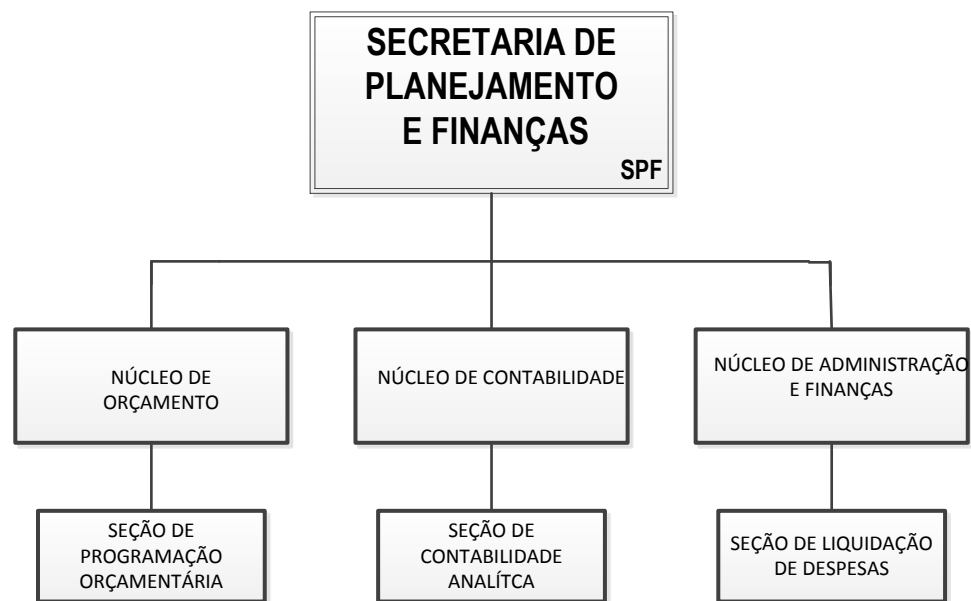 SECRETARIA DE
PLANEJAMENTO
E FINANÇAS
SPF
NÚCLEO DE
ORÇAMENTO
NÚCLEO DE CONTABILIDADE
NÚCLEO DE ADMINISTRAÇÃO
E FINANÇAS
SEÇÃO DE
PROGRAMAÇÃO
ORÇAMENTÁRIA
SEÇÃO DE
CONTABILIDADE
ANALÍTCA
SEÇÃO DE LIQUIDAÇÃO
DE DESPESAS